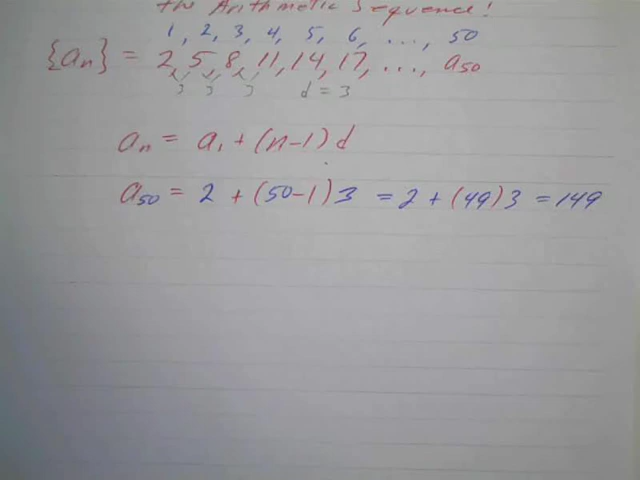 the Arithmetic Sequence!
1, 2, 3, 4, 5, 6, ..., 50
{aₙ} = 2, 5, 8, 11, 14, 17, ..., a₅₀
3 3 3 d = 3
aₙ = a₁ + (n-1)d
a₅₀ = 2 + (50-1)3 = 2 + (49)3 = 149